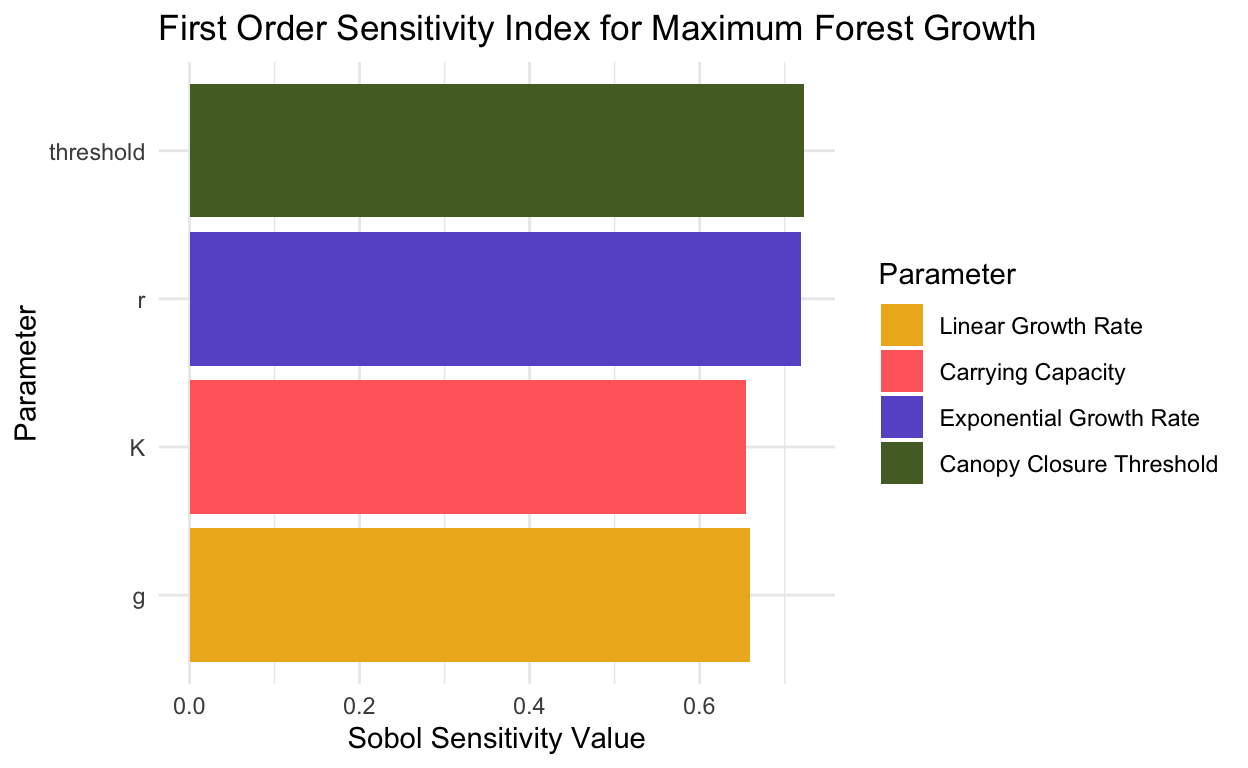 First Order Sensitivity Index for Maximum Forest Growth
Parameter
threshold
r
K
g
0.0
0.2
0.4
0.6
Sobol Sensitivity Value
Parameter
Linear Growth Rate
Carrying Capacity
Exponential Growth Rate
Canopy Closure Threshold